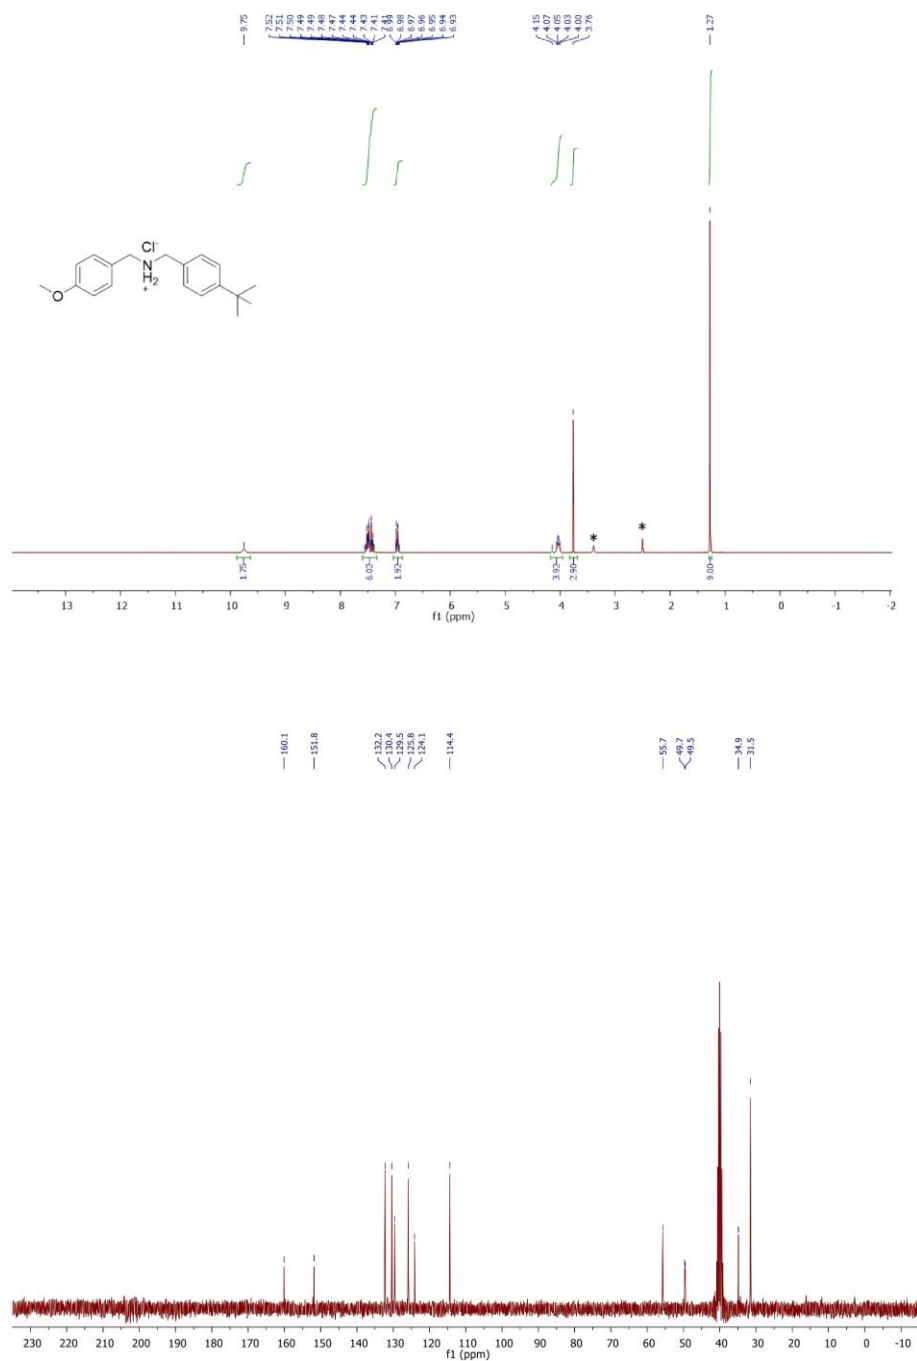 9.75 7.52 7.51 7.50 7.49 7.49 7.48 7.47 7.44 7.44 7.43 7.41 7.41 6.99 6.98 6.97 6.96 6.95 6.94 6.93 4.15 4.07 4.05 4.03 4.00 3.76 1.27
Cl-
N
H2
+
O
* *
1.75 6.02 1.92 3.92 2.90 9.00
13 12 11 10 9 8 7 6 5 4 3 2 1 0 -1 -2
f1 (ppm)
160.1 151.8 132.2 130.4 129.5 125.8 124.1 114.4 55.7 49.7 49.5 34.9 31.5
230 220 210 200 190 180 170 160 150 140 130 120 110 100 90 80 70 60 50 40 30 20 10 0 -10
f1 (ppm)